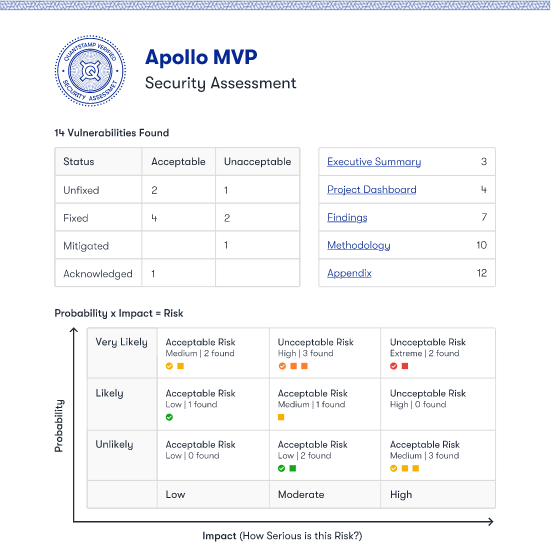 QUANTSTAMP VERIFIED
SECURITY ASSESSMENT
Apollo MVP
Security Assessment
14 Vulnerabilities Found
Status Acceptable Unacceptable
Unfixed 2 1
Fixed 4 2
Mitigated 1
Acknowledged 1
Executive Summary 3
Project Dashboard 4
Findings 7
Methodology 10
Appendix 12
Probability x Impact = Risk
Probability
Very Likely
Acceptable Risk
Medium | 2 found
Unccceptable Risk
High | 3 found
Unccceptable Risk
Extreme | 2 found
Likely
Acceptable Risk
Low | 1 found
Acceptable Risk
Medium | 1 found
Unccceptable Risk
High | 0 found
Unlikely
Acceptable Risk
Low | 0 found
Acceptable Risk
Low | 2 found
Acceptable Risk
Medium | 3 found
Low Moderate High
Impact (How Serious is this Risk?)